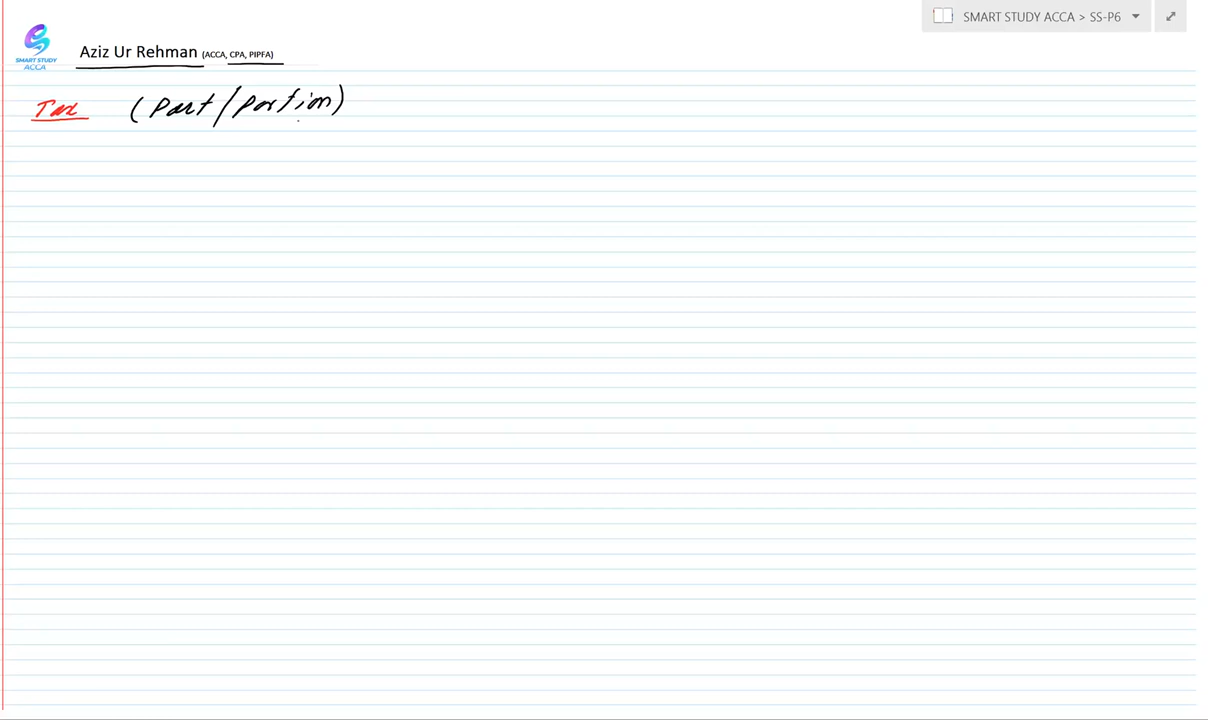 SMART STUDY ACCA > SS-P6
SMART STUDY
ACCA
Aziz Ur Rehman (ACCA, CPA, PIPFA)
Tax (Part/Portion)